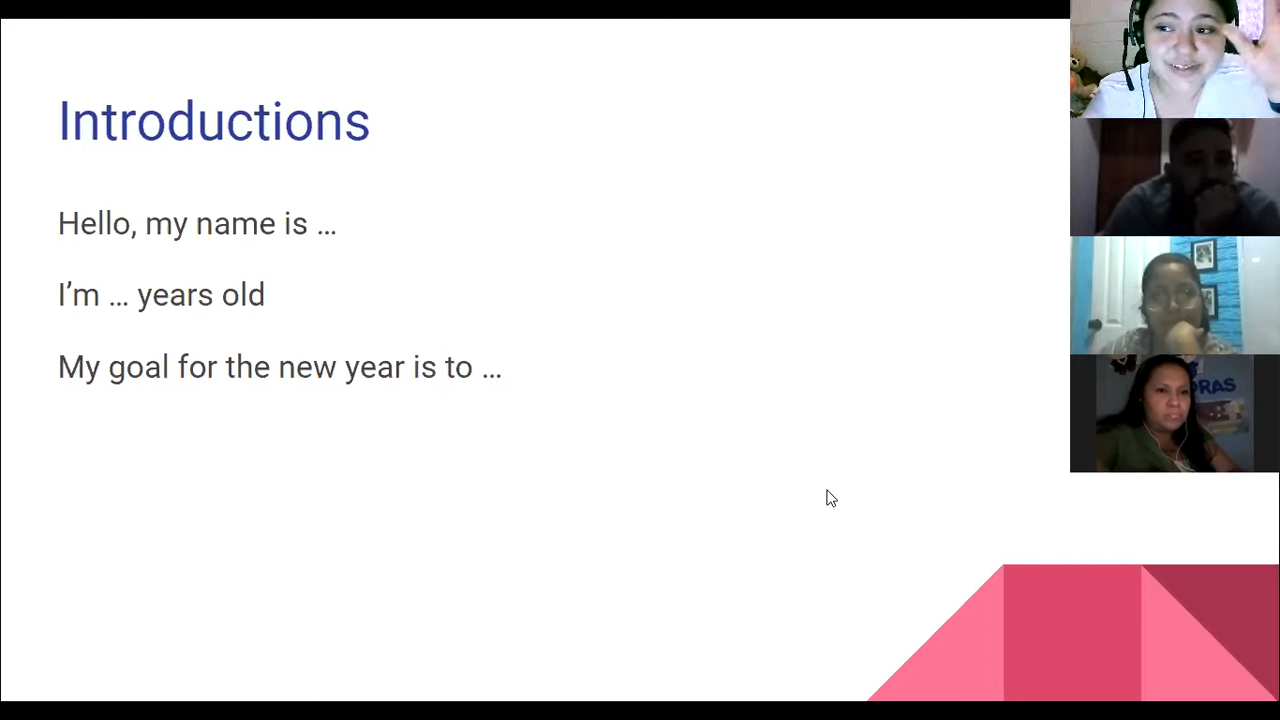 Introductions
Hello, my name is ...
I'm ... years old
My goal for the new year is to ...